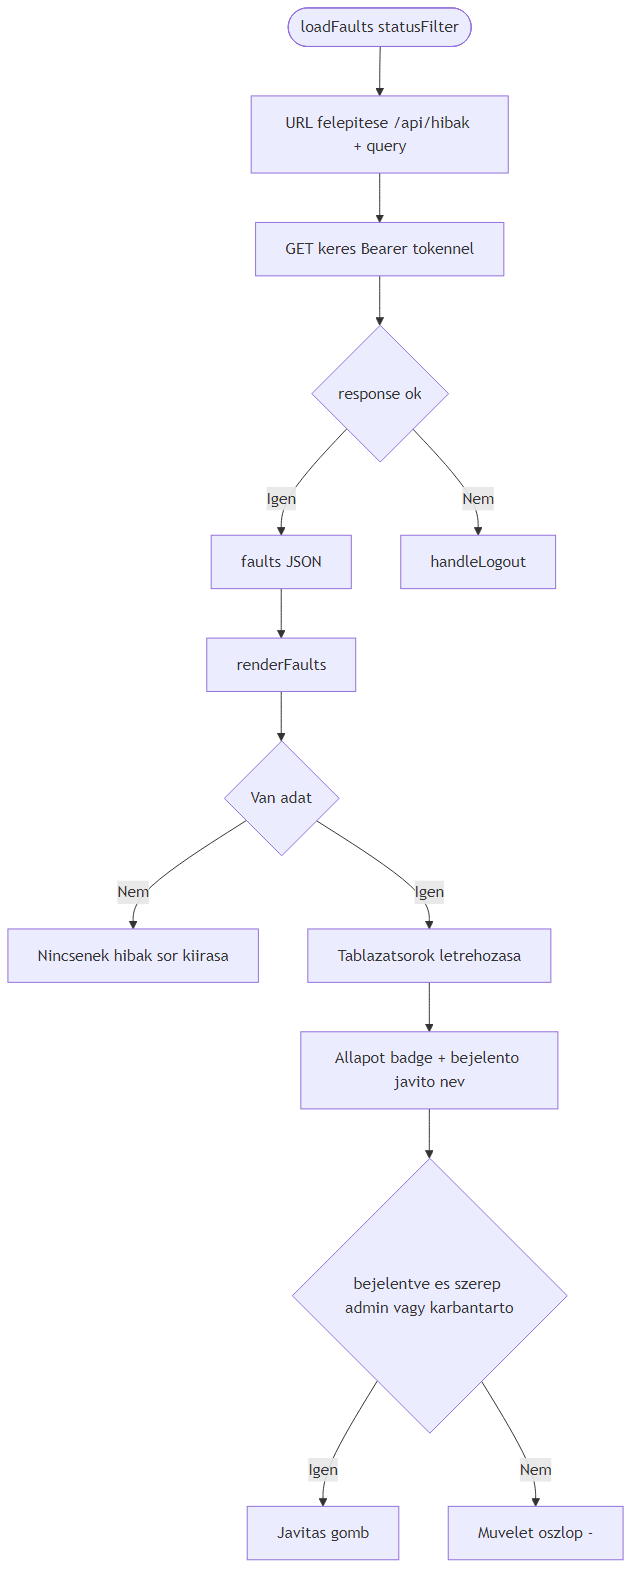 loadFaults statusFilter
URL felepitese /api/hibak
+ query
GET keres Bearer tokennel
response ok
Igen
Nem
faults JSON
handleLogout
renderFaults
Van adat
Nem
Igen
Nincsenek hibak sor kiirasa
Tablazatsorok letrehozasa
Allapot badge + bejelento
javito nev
bejelentve es szerep
admin vagy karbantarto
Igen
Nem
Javitas gomb
Muvelet oszlop -